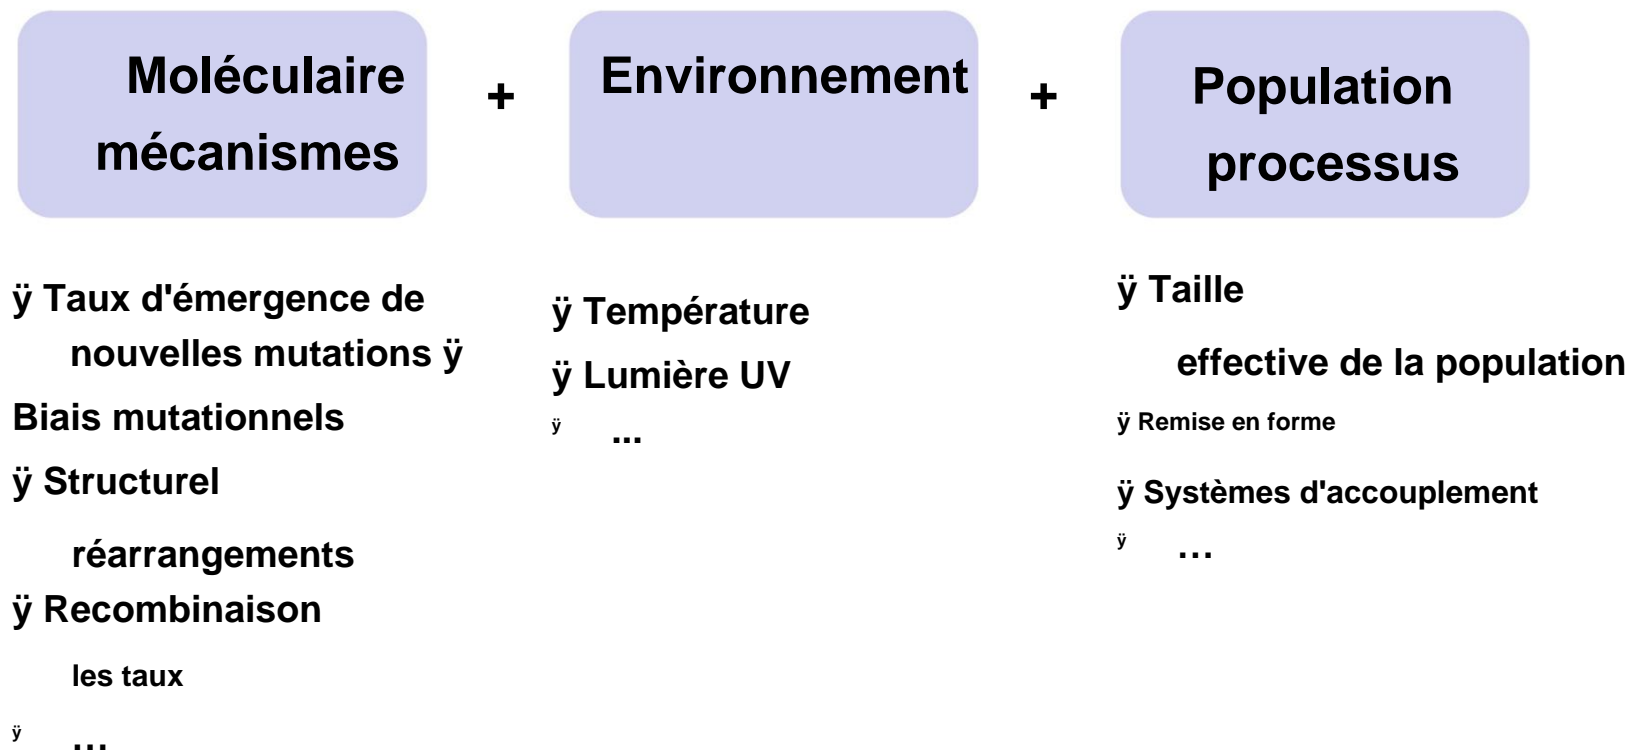 Moléculaire
mécanismes
+
Environnement
+
Population
processus
ÿ Taux d'émergence de
nouvelles mutations ÿ
Biais mutationnels
ÿ Structurel
réarrangements
ÿ Recombinaison
les taux
ÿ …
ÿ Température
ÿ Lumière UV
ÿ ...
ÿ Taille
effective de la population
ÿ Remise en forme
ÿ Systèmes d'accouplement
ÿ …